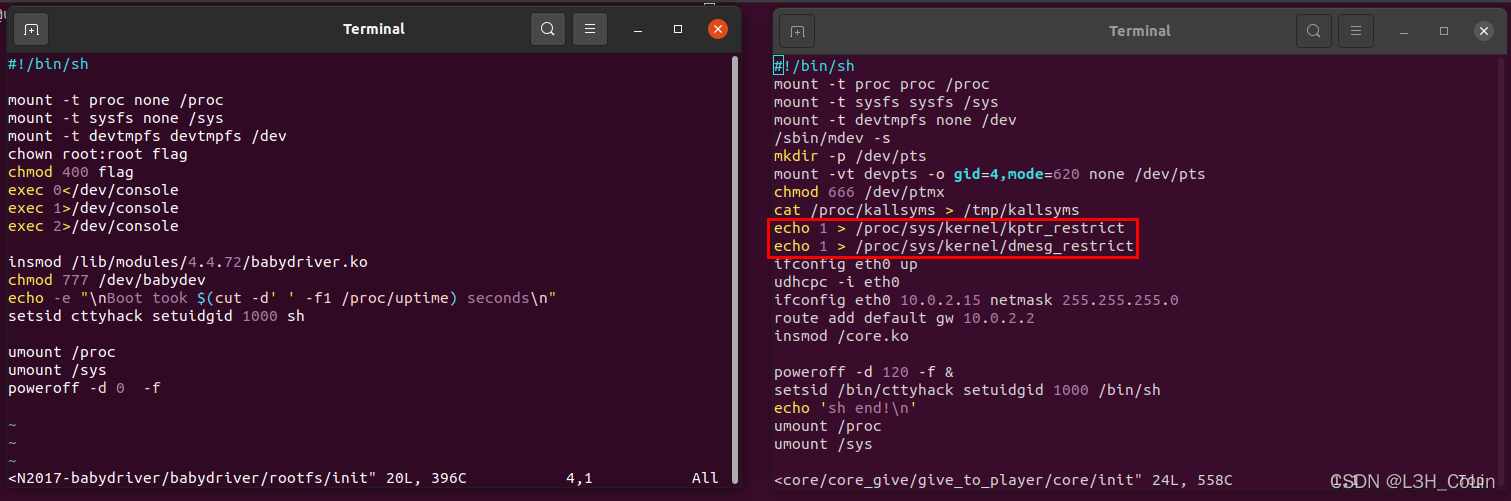 Terminal
#!/bin/sh
mount -t proc none /proc
mount -t sysfs none /sys
mount -t devtmpfs devtmpfs /dev
chown root:root flag
chmod 400 flag
exec 0</dev/console
exec 1>/dev/console
exec 2>/dev/console
insmod /lib/modules/4.4.72/babydriver.ko
chmod 777 /dev/babydev
echo -e "\nBoot took $(cut -d' ' -f1 /proc/uptime) seconds\n"
setsid cttyhack setuidgid 1000 sh
umount /proc
umount /sys
poweroff -d 0  -f
~
~
~
<N2017-babydriver/babydriver/rootfs/init" 20L, 396C 4,1 All
Terminal
#!/bin/sh
mount -t proc proc /proc
mount -t sysfs sysfs /sys
mount -t devtmpfs none /dev
/sbin/mdev -s
mkdir -p /dev/pts
mount -vt devpts -o gid=4,mode=620 none /dev/pts
chmod 666 /dev/ptmx
cat /proc/kallsyms > /tmp/kallsyms
echo 1 > /proc/sys/kernel/kptr_restrict
echo 1 > /proc/sys/kernel/dmesg_restrict
ifconfig eth0 up
udhcpc -i eth0
ifconfig eth0 10.0.2.15 netmask 255.255.255.0
route add default gw 10.0.2.2
insmod /core.ko
poweroff -d 120 -f &
setsid /bin/cttyhack setuidgid 1000 /bin/sh
echo 'sh end!\n'
umount /proc
umount /sys
<core/core_give/give_to_player/core/init" 24L, 558C 1,1 Top
CSDN @L3H_CoLin